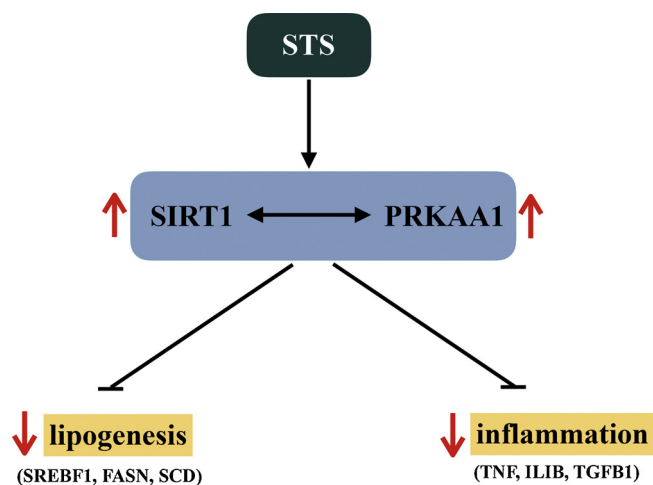 STS
SIRT1 PRKAA1
lipogenesis
(SREBF1, FASN, SCD)
inflammation
(TNF, ILIB, TGFB1)